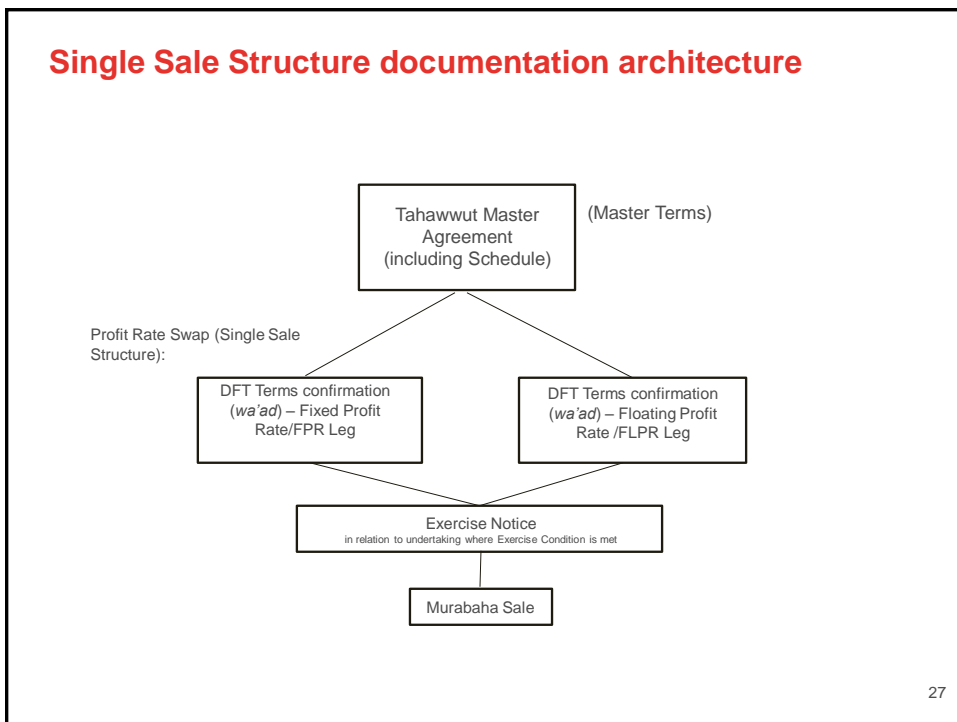 Single Sale Structure documentation architecture
Tahawwut Master
Agreement
(including Schedule)
(Master Terms)
Profit Rate Swap (Single Sale
Structure):
DFT Terms confirmation
(wa’ad) – Fixed Profit
Rate/FPR Leg
DFT Terms confirmation
(wa’ad) – Floating Profit
Rate /FLPR Leg
Exercise Notice
in relation to undertaking where Exercise Condition is met
Murabaha Sale
27